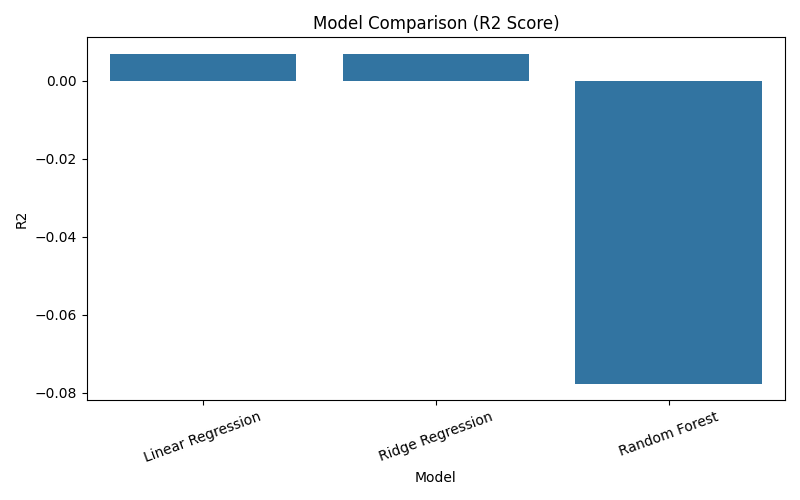 Model Comparison (R2 Score)
R2
0.00
−0.02
−0.04
−0.06
−0.08
Linear Regression
Ridge Regression
Random Forest
Model